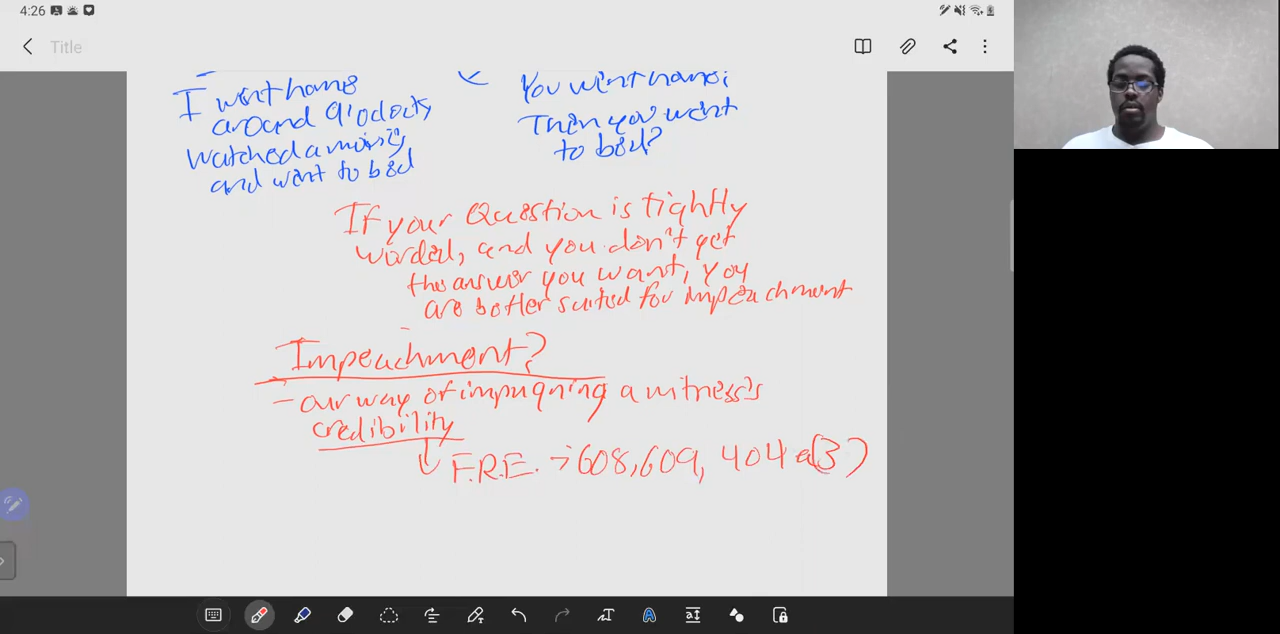 4:26
Title
I went home
around 9'oclock
watched a movie,
and went to bed
You went home;
Then you went
to bed?
If your Question is tightly
worded, and you don't get
the answer you want, you
are better suited for impeachment
Impeachment?
- our way of impugning a witness's
credibility
F.R.E. → 608, 609, 404 a(3)